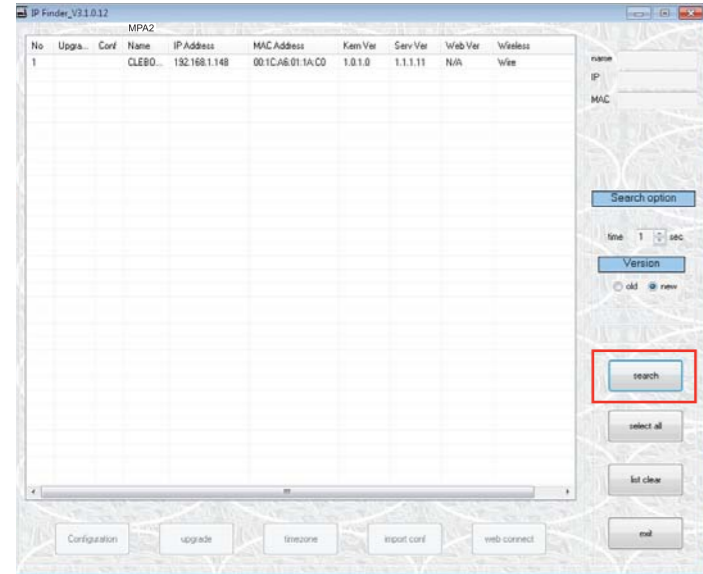 IP Finder_V3.1.0.12
MPA2
No Upgra... Conf Name IP Address MAC Address Kern Ver Serv Ver Web Ver Wireless
1 CLEBO... 192.168.1.148 00:1C:A6:01:1A:C0 1.0.1.0 1.1.1.11 N/A Wire
name
IP
MAC
Search option
time 1 sec
Version
old new
search
select all
list clear
exit
Configuration upgrade timezone import conf web connect